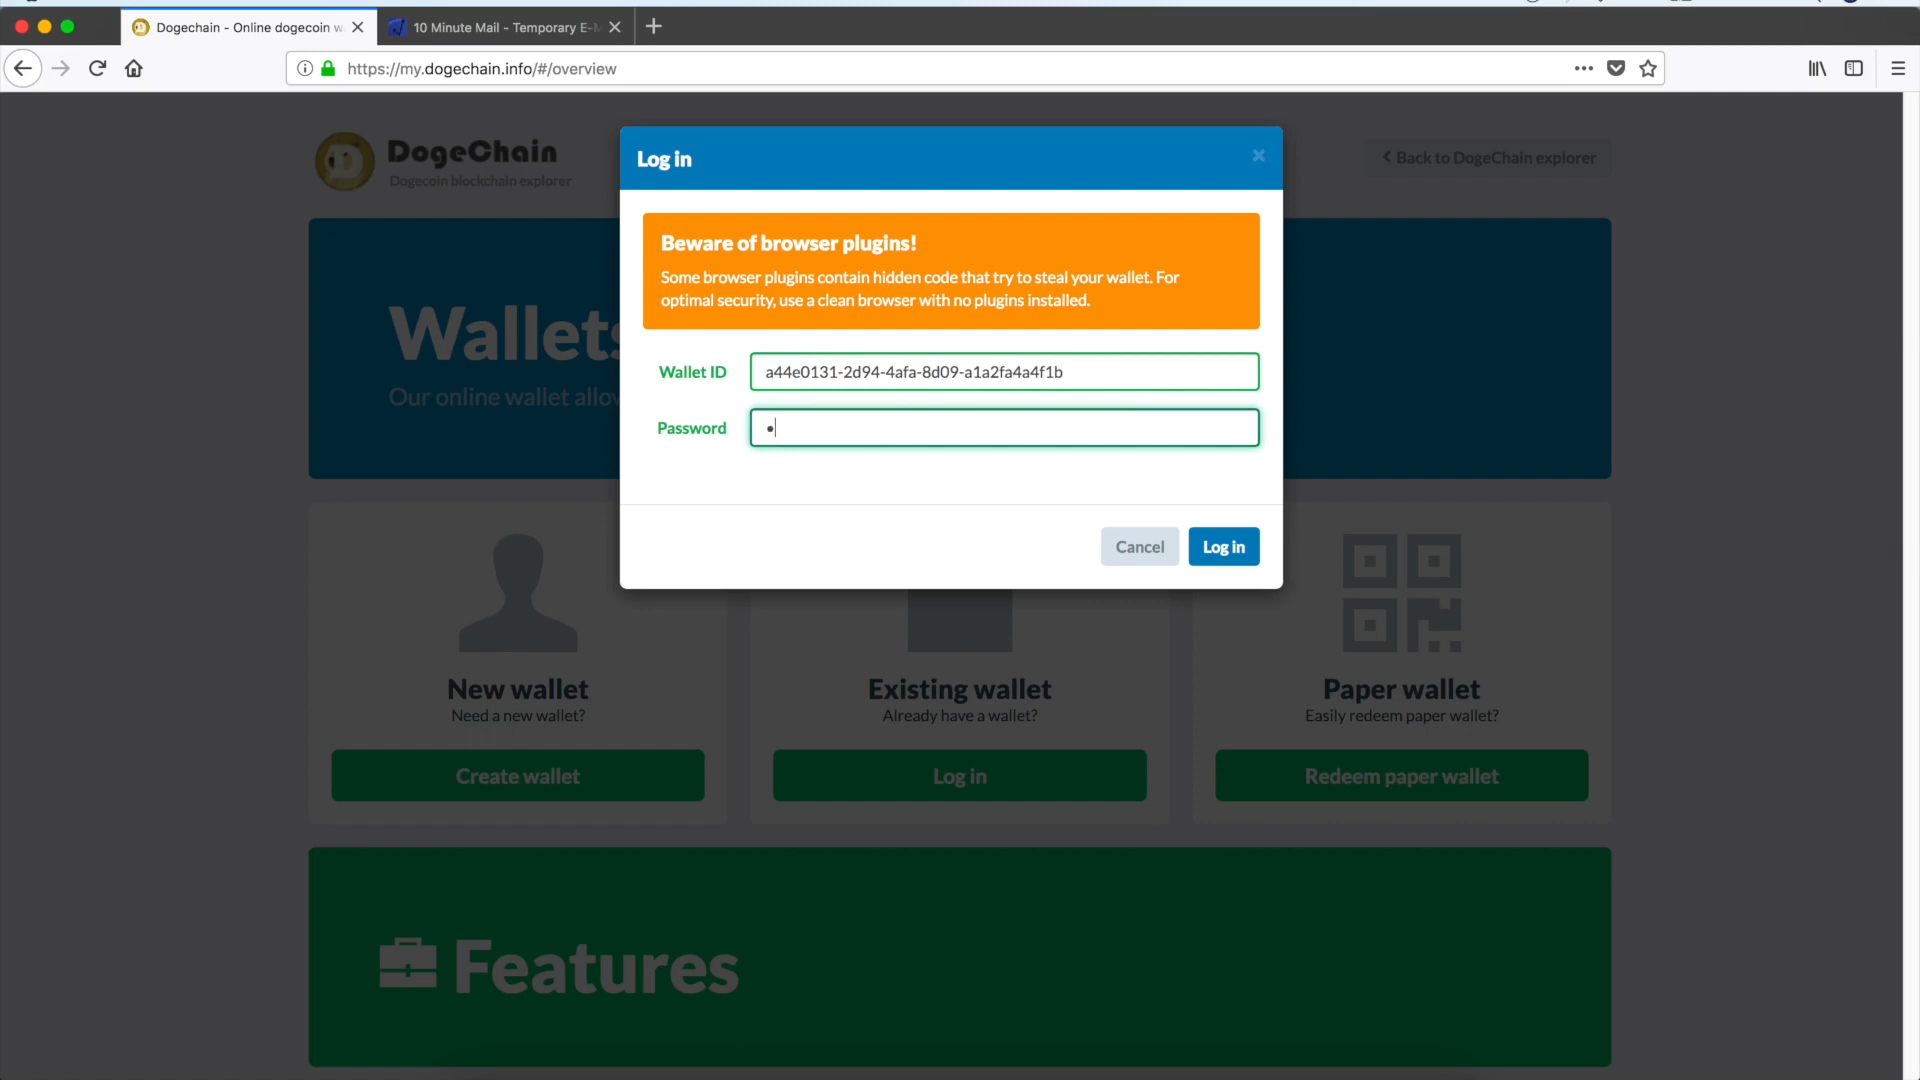 Dogechain - Online dogecoin w
10 Minute Mail - Temporary E-M
https://my.dogechain.info/#/overview
DogeChain
Dogecoin blockchain explorer
Back to DogeChain explorer
Log in
×
Beware of browser plugins!
Some browser plugins contain hidden code that try to steal your wallet. For
optimal security, use a clean browser with no plugins installed.
Wallets
Our online wallet allow
Wallet ID
a44e0131-2d94-4afa-8d09-a1a2fa4a4f1b
Password
•
Cancel
Log in
New wallet
Need a new wallet?
Create wallet
Existing wallet
Already have a wallet?
Log in
Paper wallet
Easily redeem paper wallet?
Redeem paper wallet
Features